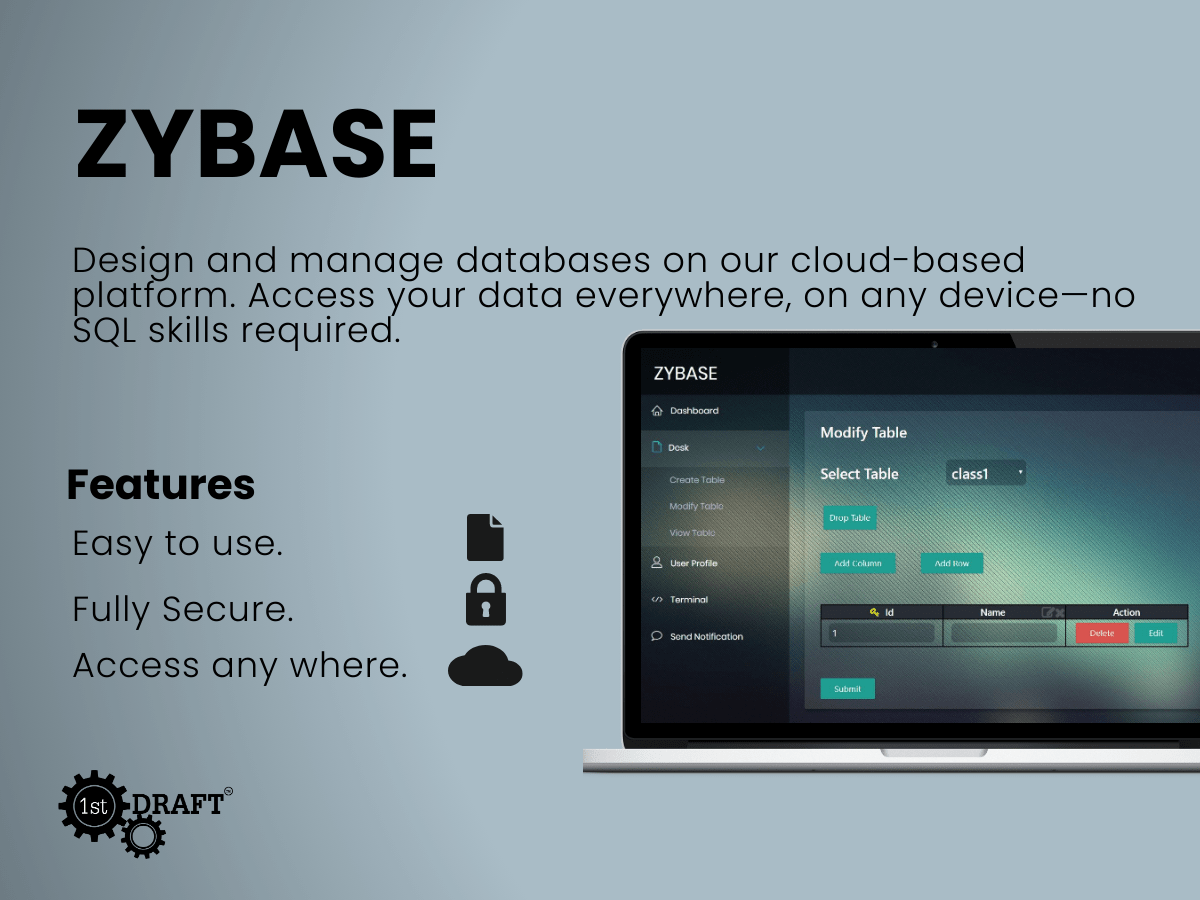 ZYBASE
Design and manage databases on our cloud-based
platform. Access your data everywhere, on any device—no
SQL skills required.
Features
Easy to use.
Fully Secure.
Access any where.
ZYBASE
Dashboard
Desk
Create Table
Modify Table
View Table
User Profile
Terminal
Send Notification
Modify Table
Select Table class1
Drop Table
Add Column Add Row
Id Name Action
1 Delete Edit
Submit
1st DRAFT